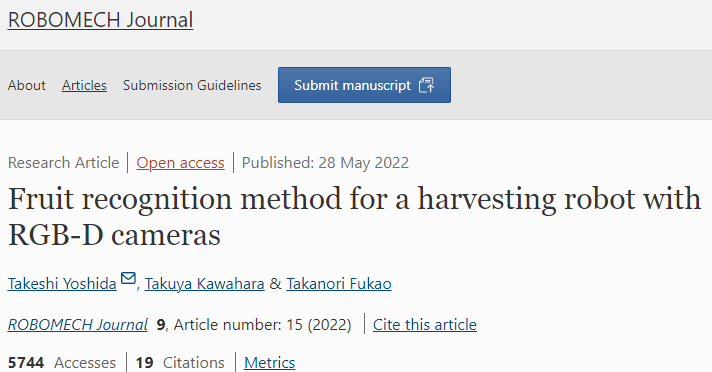 ROBOMECH Journal
About Articles Submission Guidelines Submit manuscript
Research Article | Open access | Published: 28 May 2022
Fruit recognition method for a harvesting robot with
RGB-D cameras
Takeshi Yoshida, Takuya Kawahara & Takanori Fukao
ROBOMECH Journal 9, Article number: 15 (2022) | Cite this article
5744 Accesses | 19 Citations | Metrics